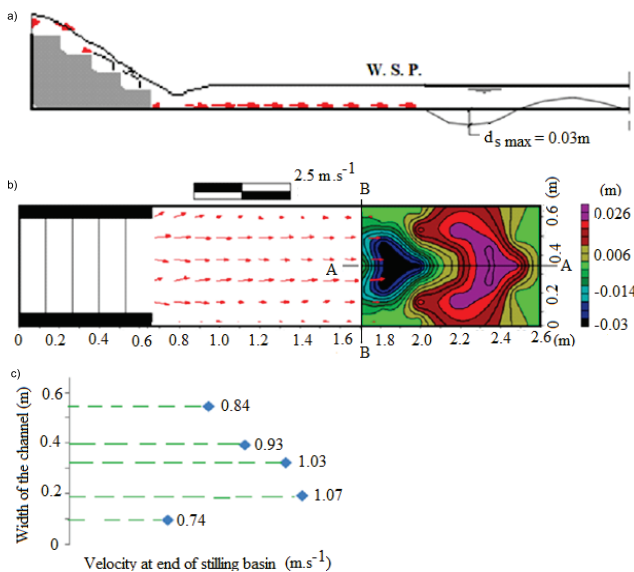 a)
W. S. P.
d s max = 0.03m
b)
2.5 m.s-1
B
(m)
(m)
0.6
0.4
0.2
0
A
A
0.026
0.006
-0.014
-0.03
B
0 0.2 0.4 0.6 0.8 1.0 1.2 1.4 1.6 1.8 2.0 2.2 2.4 2.6
(m)
c)
Width of the channel (m)
0.6
0.4
0.2
0
0.84
0.93
1.03
1.07
0.74
Velocity at end of stilling basin (m.s-1)